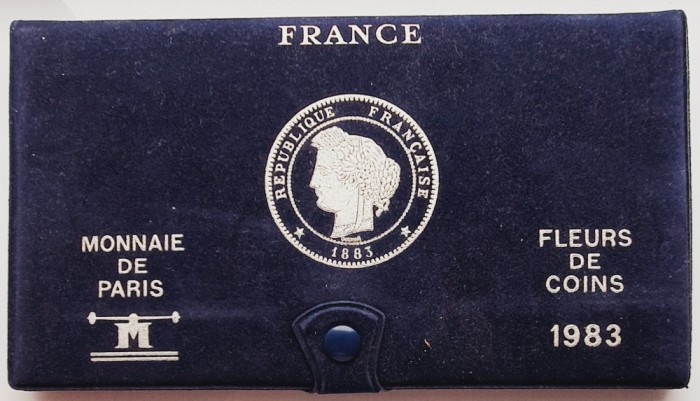 FRANCE
RÉPUBLIQUE FRANÇAISE
1883
MONNAIE
DE
PARIS
M
FLEURS
DE
COINS
1983